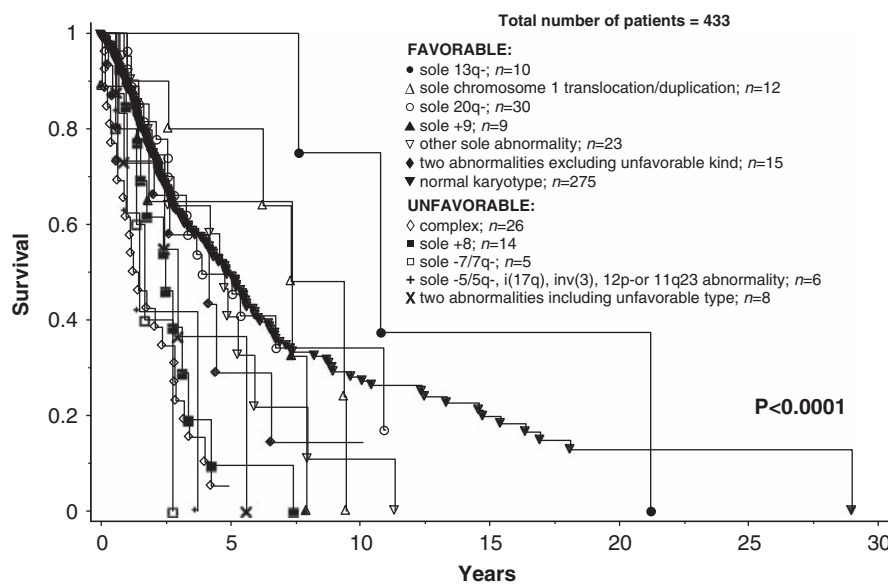 Total number of patients = 433
FAVORABLE:
sole 13q-; n=10
sole chromosome 1 translocation/duplication; n=12
sole 20q-; n=30
sole +9; n=9
other sole abnormality; n=23
two abnormalities excluding unfavorable kind; n=15
normal karyotype; n=275
UNFAVORABLE:
complex; n=26
sole +8; n=14
sole -7/7q-; n=5
sole -5/5q-, i(17q), inv(3), 12p-or 11q23 abnormality; n=6
two abnormalities including unfavorable type; n=8
P<0.0001
Survival
1
0.8
0.6
0.4
0.2
0
0 5 10 15 20 25 30
Years